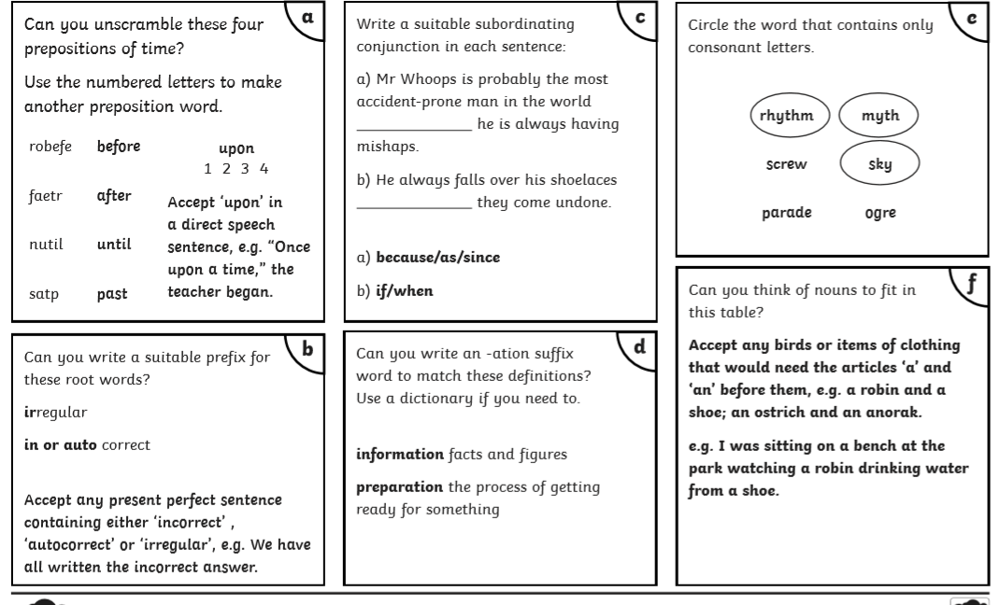 a
Can you unscramble these four
prepositions of time?
Use the numbered letters to make
another preposition word.
robefe before
upon
1 2 3 4
faetr after
nutil until
satp past
Accept ‘upon’ in
a direct speech
sentence, e.g. “Once
upon a time,” the
teacher began.
b
Can you write a suitable prefix for
these root words?
irregular
in or auto correct
Accept any present perfect sentence
containing either ‘incorrect’ ,
‘autocorrect’ or ‘irregular’, e.g. We have
all written the incorrect answer.
c
Write a suitable subordinating
conjunction in each sentence:
a) Mr Whoops is probably the most
accident-prone man in the world
______________ he is always having
mishaps.
b) He always falls over his shoelaces
______________ they come undone.
a) because/as/since
b) if/when
d
Can you write an -ation suffix
word to match these definitions?
Use a dictionary if you need to.
information facts and figures
preparation the process of getting
ready for something
e
Circle the word that contains only
consonant letters.
rhythm myth
screw sky
parade ogre
f
Can you think of nouns to fit in
this table?
Accept any birds or items of clothing
that would need the articles ‘a’ and
‘an’ before them, e.g. a robin and a
shoe; an ostrich and an anorak.
e.g. I was sitting on a bench at the
park watching a robin drinking water
from a shoe.